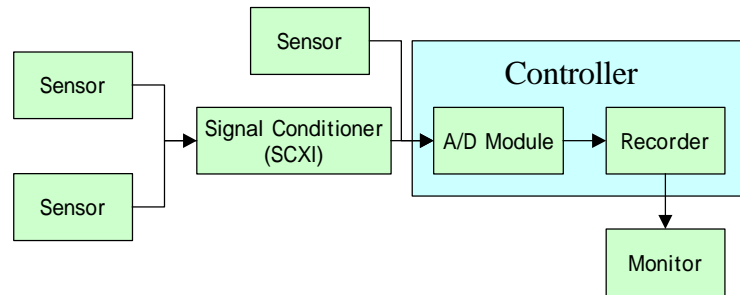 Sensor
Controller
Sensor
Signal Conditioner
(SCXI)
A/D Module
Recorder
Sensor
Monitor